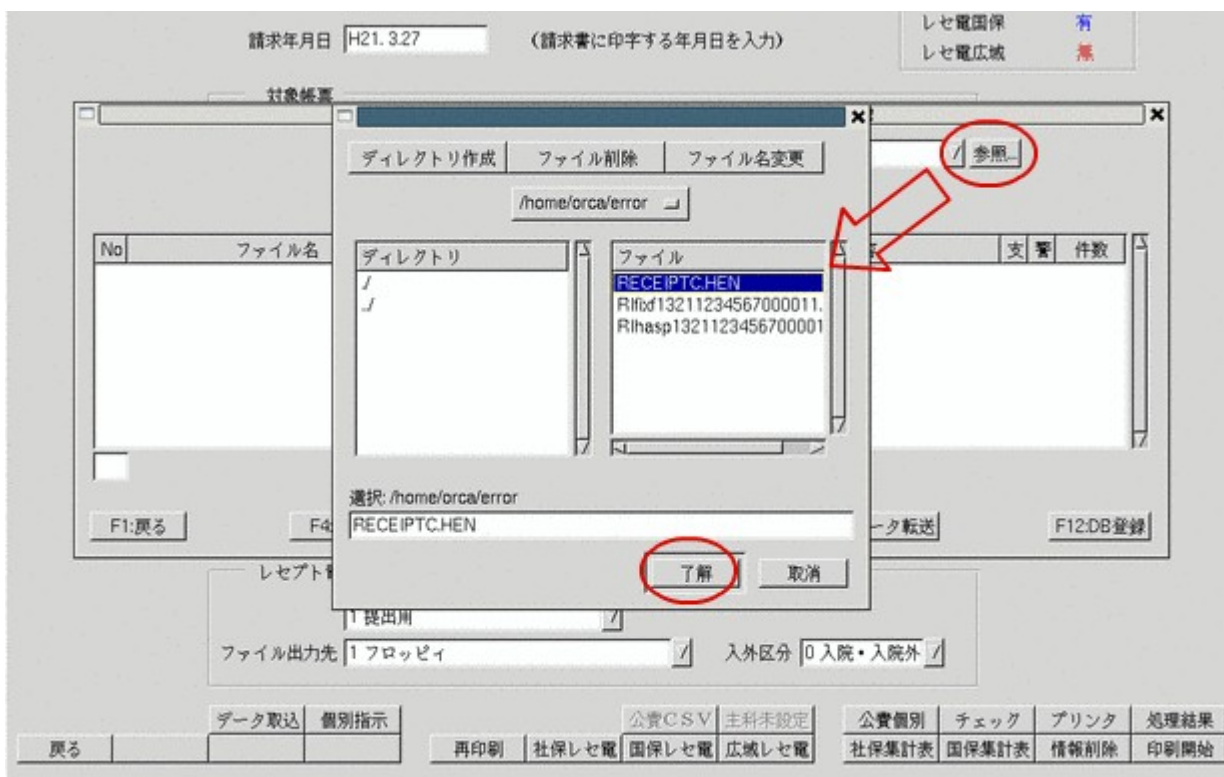 請求年月日 H21. 3.27 (請求書に印字する年月日を入力)
レセ電国保 有
レセ電広域 無
対象帳票
参照...
ディレクトリ作成 ファイル削除 ファイル名変更
/home/orca/error
No ファイル名
ディレクトリ
ファイル
支 警 件数
./
../
RECEIPTC.HEN
RIfixf13211234567000011.
RIhasp1321123456700001
選択: /home/orca/error
RECEIPTC.HEN
F1:戻る F4: ータ転送 F12:DB登録
了解 取消
レセプト
1 提出用
ファイル出力先 1 フロッピィ 入外区分 0 入院・入院外
データ取込 個別指示 公費CSV 主科未設定 公費個別 チェック プリンタ 処理結果
戻る 再印刷 社保レセ電 国保レセ電 広域レセ電 社保集計表 国保集計表 情報削除 印刷開始